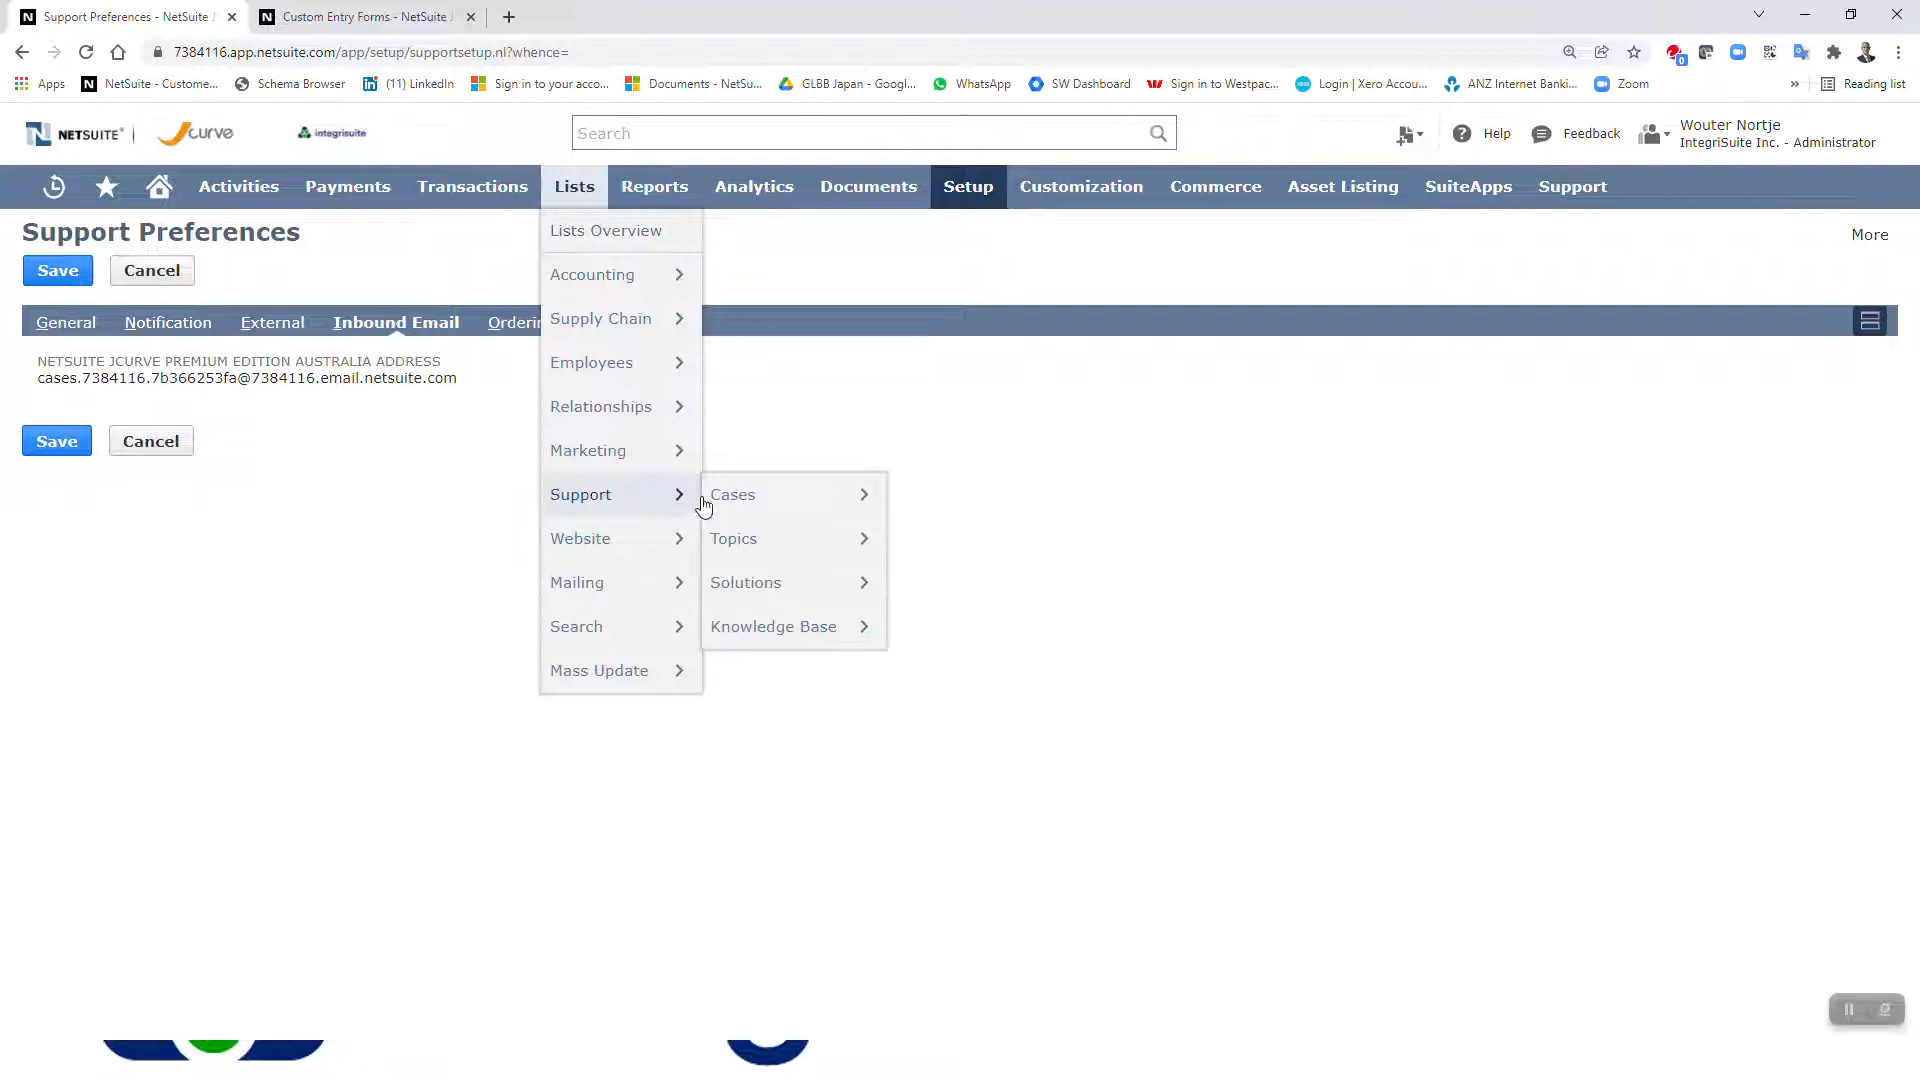 Support Preferences - NetSuite J
Custom Entry Forms - NetSuite J
7384116.app.netsuite.com/app/setup/supportsetup.nl?whence=
0
Apps
NetSuite - Custome...
Schema Browser
(11) LinkedIn
Sign in to your acco...
Documents - NetSu...
GLBB Japan - Googl...
WhatsApp
SW Dashboard
Sign in to Westpac...
Login | Xero Accou...
ANZ Internet Banki...
Zoom
»
Reading list
NETSUITE
Jcurve
integrisuite
Search
Help
Feedback
Wouter Nortje
IntegriSuite Inc. - Administrator
Activities
Payments
Transactions
Lists
Reports
Analytics
Documents
Setup
Customization
Commerce
Asset Listing
SuiteApps
Support
Support Preferences
More
Save
Cancel
General
Notification
External
Inbound Email
Orderin
NETSUITE JCURVE PREMIUM EDITION AUSTRALIA ADDRESS
cases.7384116.7b366253fa@7384116.email.netsuite.com
Save
Cancel
Lists Overview
Accounting
Supply Chain
Employees
Relationships
Marketing
Support
Website
Mailing
Search
Mass Update
Cases
Topics
Solutions
Knowledge Base